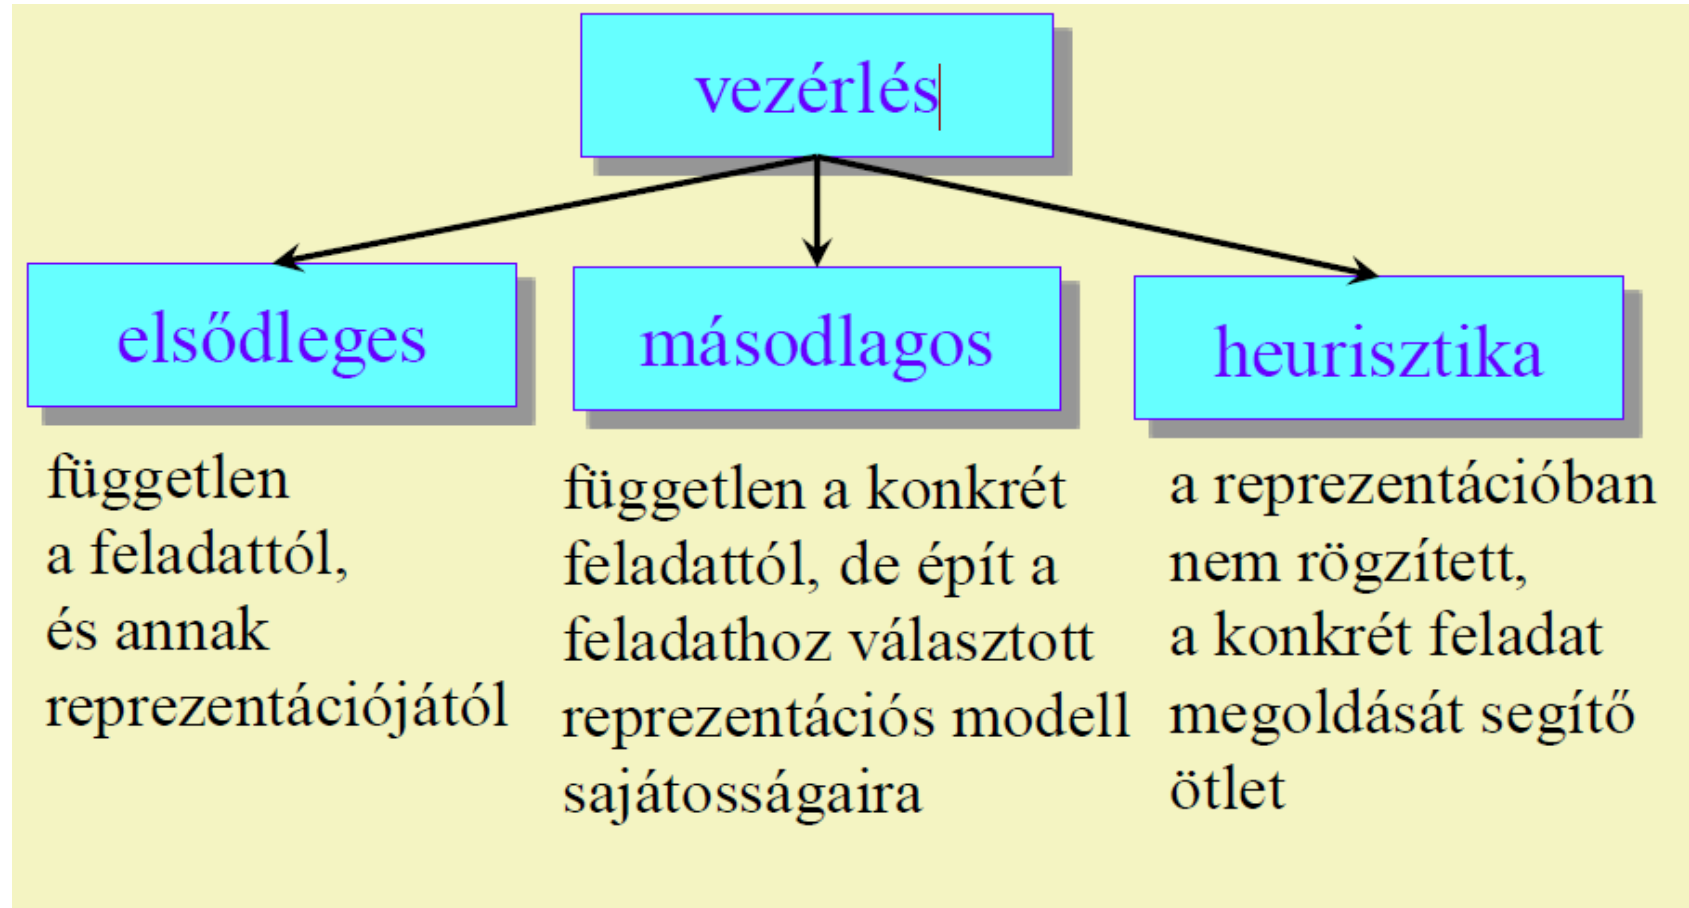 vezérlés
elsődleges
másodlagos
heurisztika
független
a feladattól,
és annak
reprezentációjától
független a konkrét
feladattól, de épít a
feladathoz választott
reprezentációs modell
sajátosságaira
a reprezentációban
nem rögzített,
a konkrét feladat
megoldását segítő
ötlet